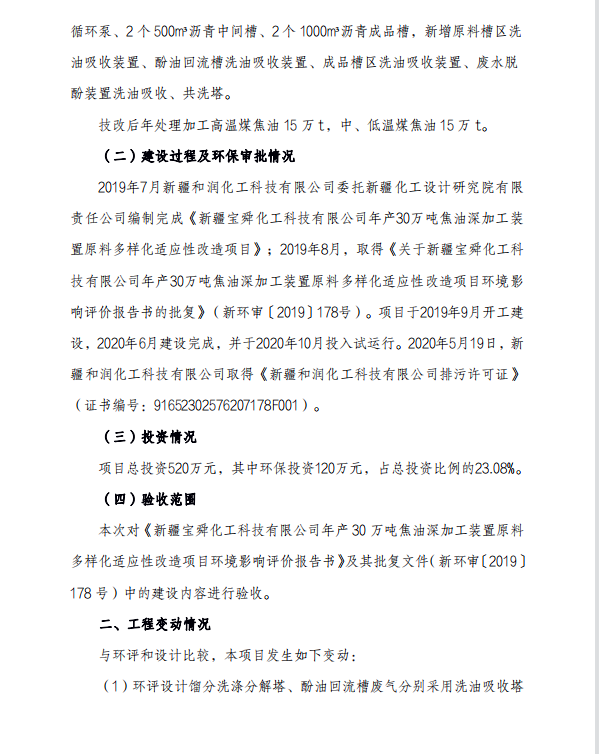 循环泵、2 个 500m³沥青中间槽、2 个 1000m³沥青成品槽，新增原料槽区洗
油吸收装置、酚油回流槽洗油吸收装置、成品槽区洗油吸收装置、废水脱
酚装置洗油吸收、共洗塔。
技改后年处理加工高温煤焦油 15 万 t，中、低温煤焦油 15 万 t。
（二）建设过程及环保审批情况
2019年7月新疆和润化工科技有限公司委托新疆化工设计研究院有限
责任公司编制完成《新疆宝舜化工科技有限公司年产30万吨焦油深加工装
置原料多样化适应性改造项目》；2019年8月，取得《关于新疆宝舜化工科
技有限公司年产30万吨焦油深加工装置原料多样化适应性改造项目环境影
响评价报告书的批复》（新环审〔2019〕178号）。项目于2019年9月开工建
设，2020年6月建设完成，并于2020年10月投入试运行。2020年5月19日，新
疆和润化工科技有限公司取得《新疆和润化工科技有限公司排污许可证》
（证书编号：91652302576207178F001）。
（三）投资情况
项目总投资520万元，其中环保投资120万元，占总投资比例的23.08%。
（四）验收范围
本次对《新疆宝舜化工科技有限公司年产 30 万吨焦油深加工装置原料
多样化适应性改造项目环境影响评价报告书》及其批复文件（新环审〔2019〕
178 号）中的建设内容进行验收。
二、工程变动情况
与环评和设计比较，本项目发生如下变动：
（1）环评设计馏分洗涤分解塔、酚油回流槽废气分别采用洗油吸收塔